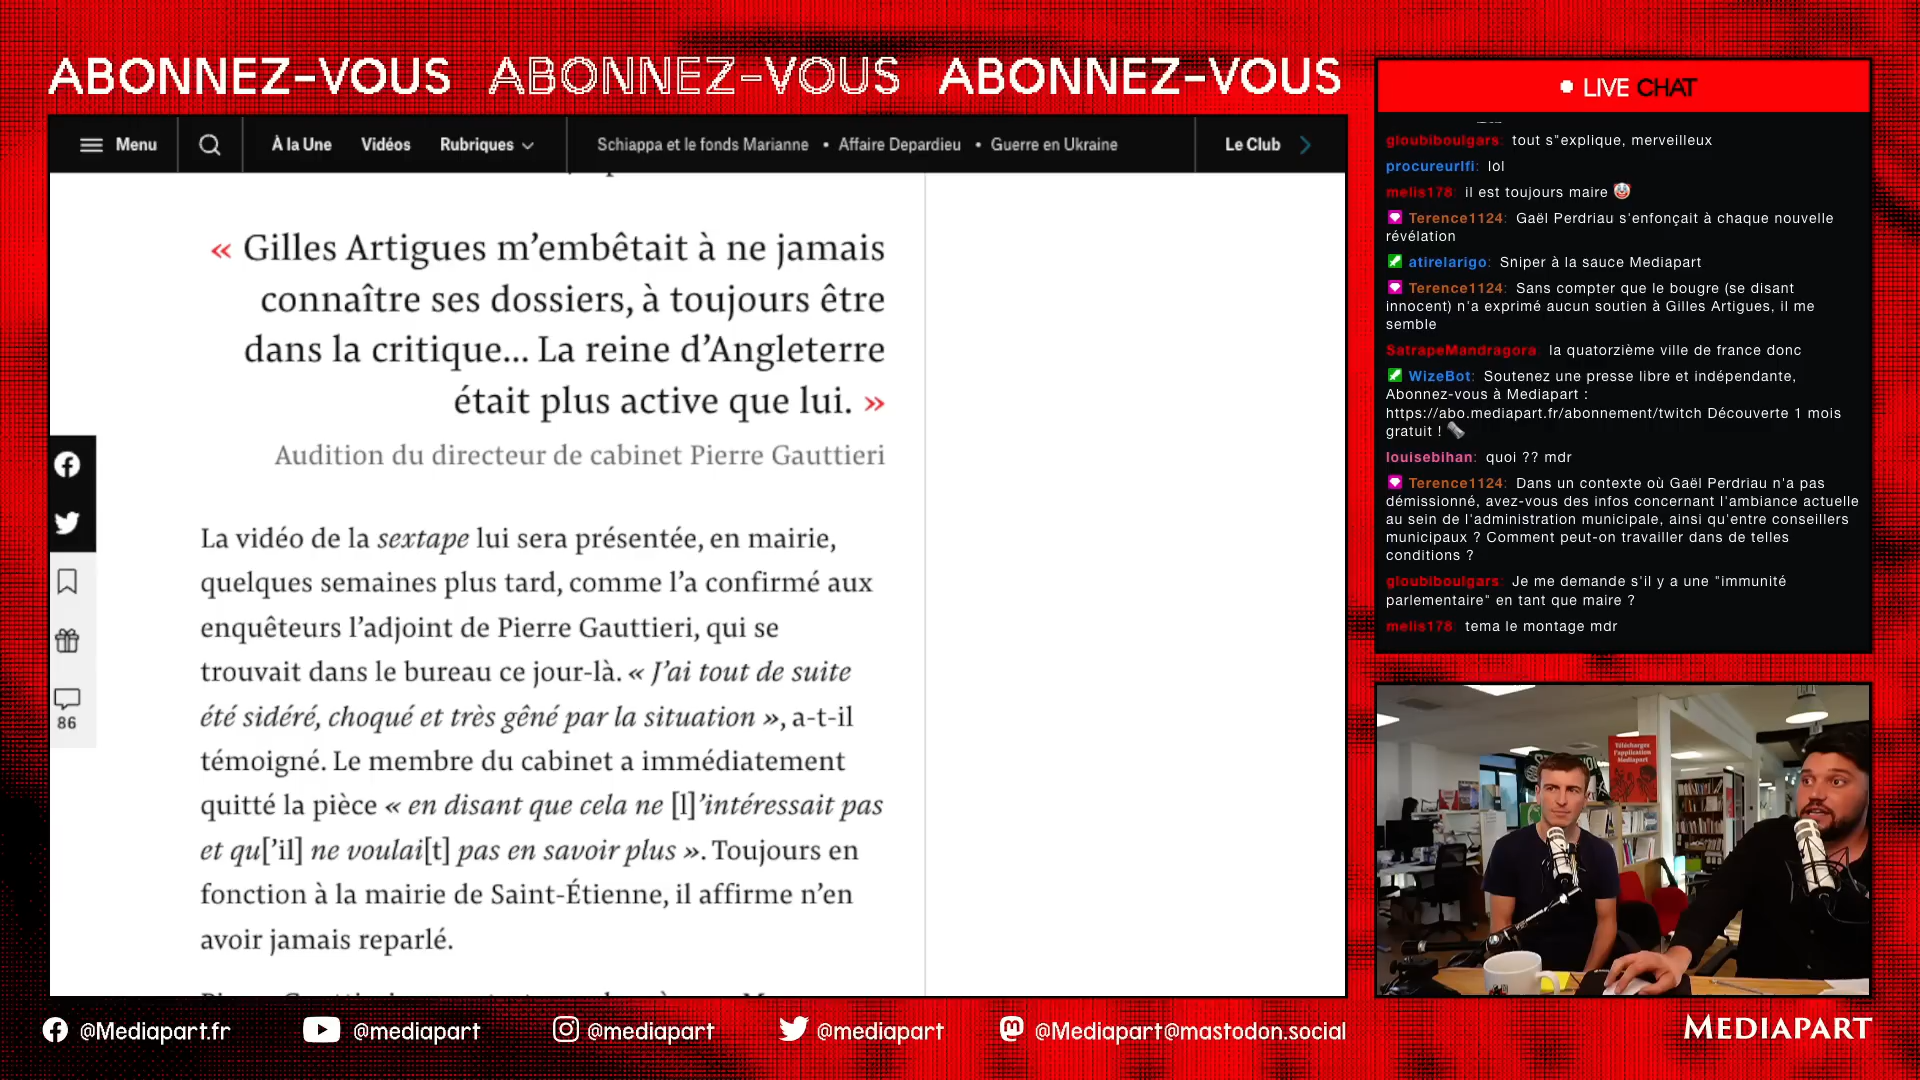 ABONNEZ-VOUS ABONNEZ-VOUS ABONNEZ-VOUS
Menu
À la Une Vidéos Rubriques
Schiappa et le fonds Marianne • Affaire Depardieu • Guerre en Ukraine
Le Club
« Gilles Artigues m’embêtait à ne jamais
connaître ses dossiers, à toujours être
dans la critique... La reine d’Angleterre
était plus active que lui. »
Audition du directeur de cabinet Pierre Gauttieri
La vidéo de la sextape lui sera présentée, en mairie,
quelques semaines plus tard, comme l’a confirmé aux
enquêteurs l’adjoint de Pierre Gauttieri, qui se
trouvait dans le bureau ce jour-là. « J’ai tout de suite
été sidéré, choqué et très gêné par la situation », a-t-il
témoigné. Le membre du cabinet a immédiatement
quitté la pièce « en disant que cela ne [l]’intéressait pas
et qu[’il] ne voulai[t] pas en savoir plus ». Toujours en
fonction à la mairie de Saint-Étienne, il affirme n’en
avoir jamais reparlé.
86
LIVE CHAT
gloubiboulgars: tout s"explique, merveilleux
procureurlfi: lol
melis178: il est toujours maire 🤡
Terence1124: Gaël Perdriau s'enfonçait à chaque nouvelle
révélation
atirelarigo: Sniper à la sauce Mediapart
Terence1124: Sans compter que le bougre (se disant
innocent) n'a exprimé aucun soutien à Gilles Artigues, il me
semble
SatrapeMandragora: la quatorzième ville de france donc
WizeBot: Soutenez une presse libre et indépendante,
Abonnez-vous à Mediapart :
https://abo.mediapart.fr/abonnement/twitch Découverte 1 mois
gratuit ! 🗞️
louisebihan: quoi ?? mdr
Terence1124: Dans un contexte où Gaël Perdriau n'a pas
démissionné, avez-vous des infos concernant l'ambiance actuelle
au sein de l'administration municipale, ainsi qu'entre conseillers
municipaux ? Comment peut-on travailler dans de telles
conditions ?
gloubiboulgars: Je me demande s'il y a une "immunité
parlementaire" en tant que maire ?
melis178: tema le montage mdr
Téléchargez
l'application
Mediapart
@Mediapart.fr
@mediapart
@mediapart
@mediapart
@Mediapart@mastodon.social
MEDIAPART